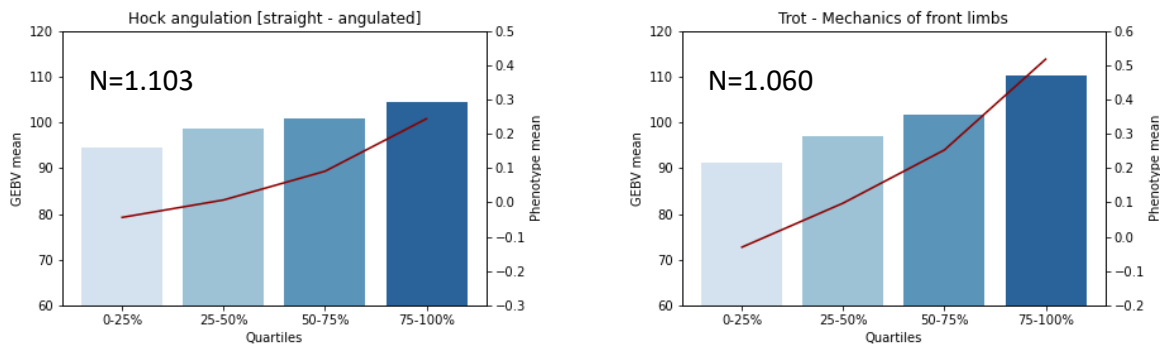 Hock angulation [straight - angulated]
N=1.103
120
110
100
90
80
70
60
GEBV mean
0.5
0.4
0.3
0.2
0.1
0.0
−0.1
−0.2
−0.3
Phenotype mean
0-25% 25-50% 50-75% 75-100%
Quartiles
Trot - Mechanics of front limbs
N=1.060
120
110
100
90
80
70
60
GEBV mean
0.6
0.5
0.4
0.3
0.2
0.1
0.0
−0.1
−0.2
Phenotype mean
0-25% 25-50% 50-75% 75-100%
Quartiles